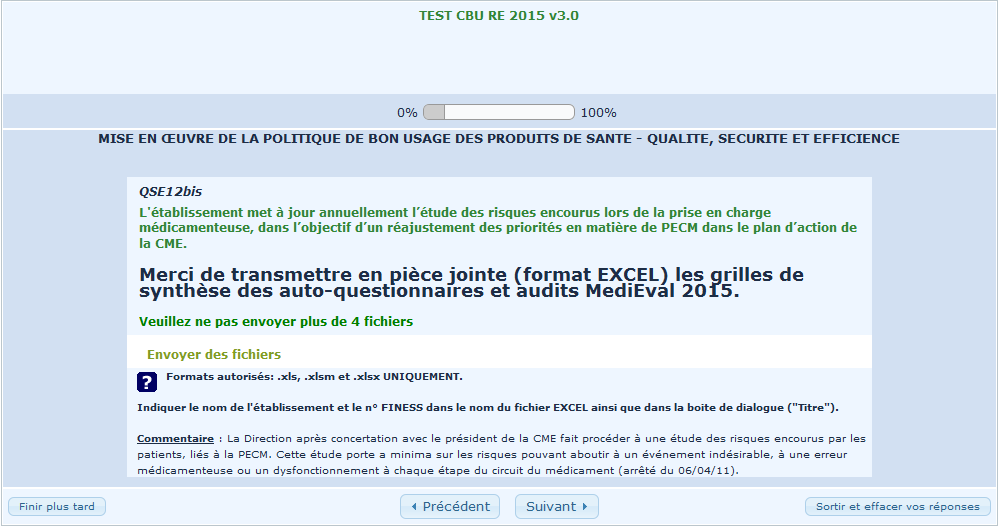 TEST CBU RE 2015 v3.0
0% 100%
MISE EN ŒUVRE DE LA POLITIQUE DE BON USAGE DES PRODUITS DE SANTE - QUALITE, SECURITE ET EFFICIENCE
QSE12bis
L'établissement met à jour annuellement l’étude des risques encourus lors de la prise en charge
médicamenteuse, dans l’objectif d’un réajustement des priorités en matière de PECM dans le plan d’action de
la CME.
Merci de transmettre en pièce jointe (format EXCEL) les grilles de
synthèse des auto-questionnaires et audits MediEval 2015.
Veuillez ne pas envoyer plus de 4 fichiers
Envoyer des fichiers
? Formats autorisés: .xls, .xlsm et .xlsx UNIQUEMENT.
Indiquer le nom de l'établissement et le n° FINESS dans le nom du fichier EXCEL ainsi que dans la boite de dialogue ("Titre").
Commentaire : La Direction après concertation avec le président de la CME fait procéder à une étude des risques encourus par les
patients, liés à la PECM. Cette étude porte a minima sur les risques pouvant aboutir à un événement indésirable, à une erreur
médicamenteuse ou un dysfonctionnement à chaque étape du circuit du médicament (arrêté du 06/04/11).
Finir plus tard Précédent Suivant Sortir et effacer vos réponses